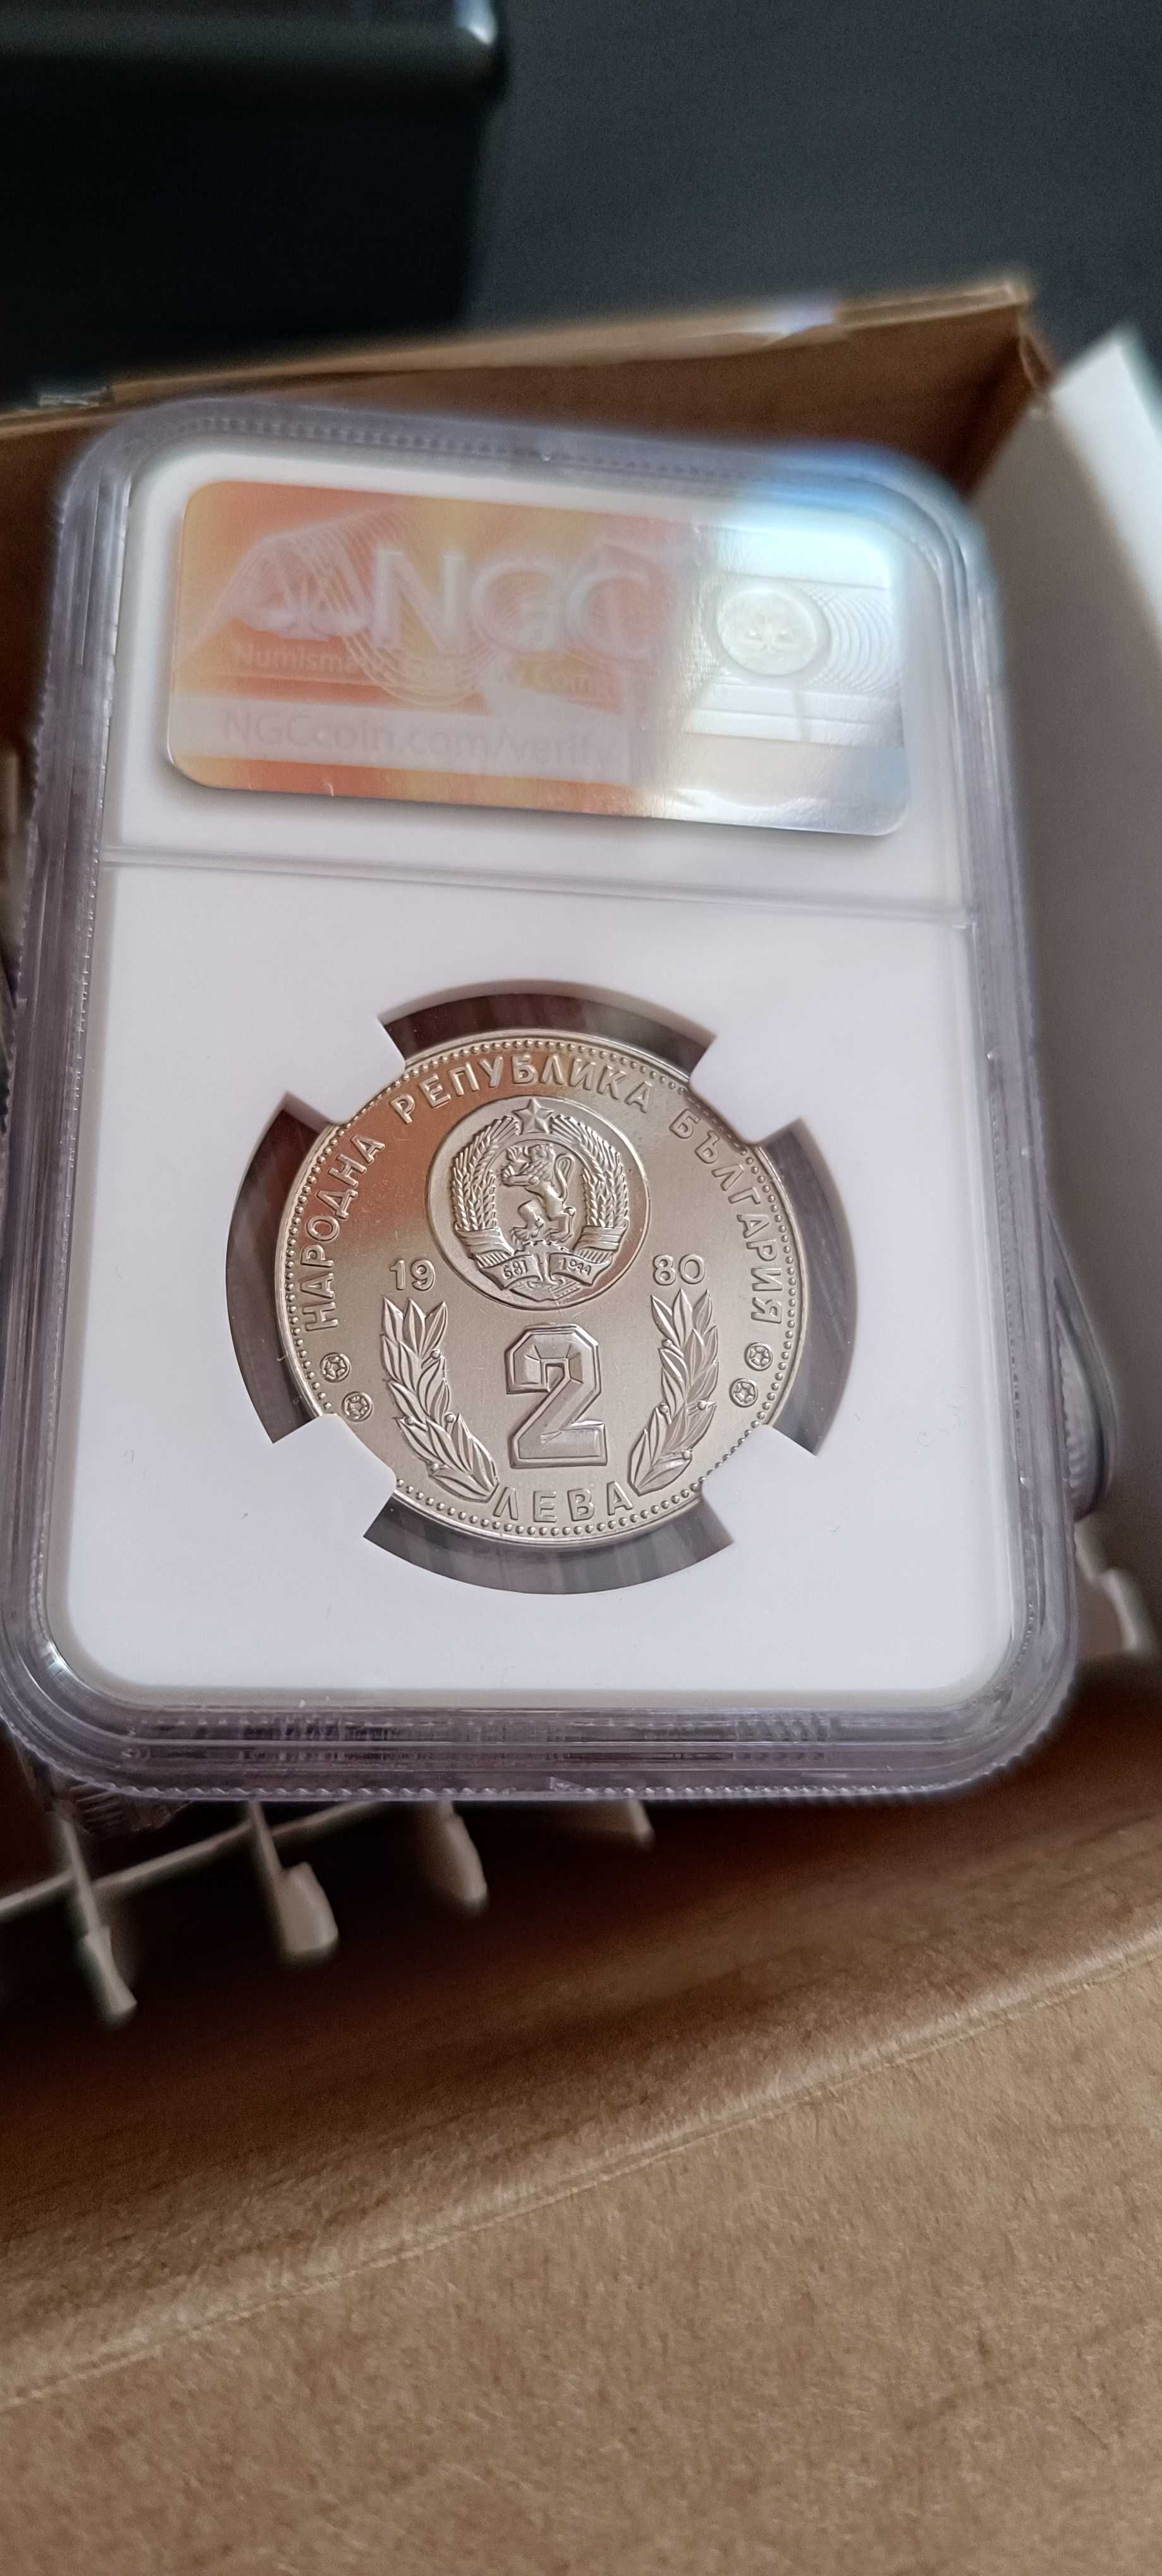 NGC
NGCcoin.com/verify
НАРОДНА РЕПУБЛИКА БЪЛГАРИЯ
19 80
681 1944
2
ЛЕВА